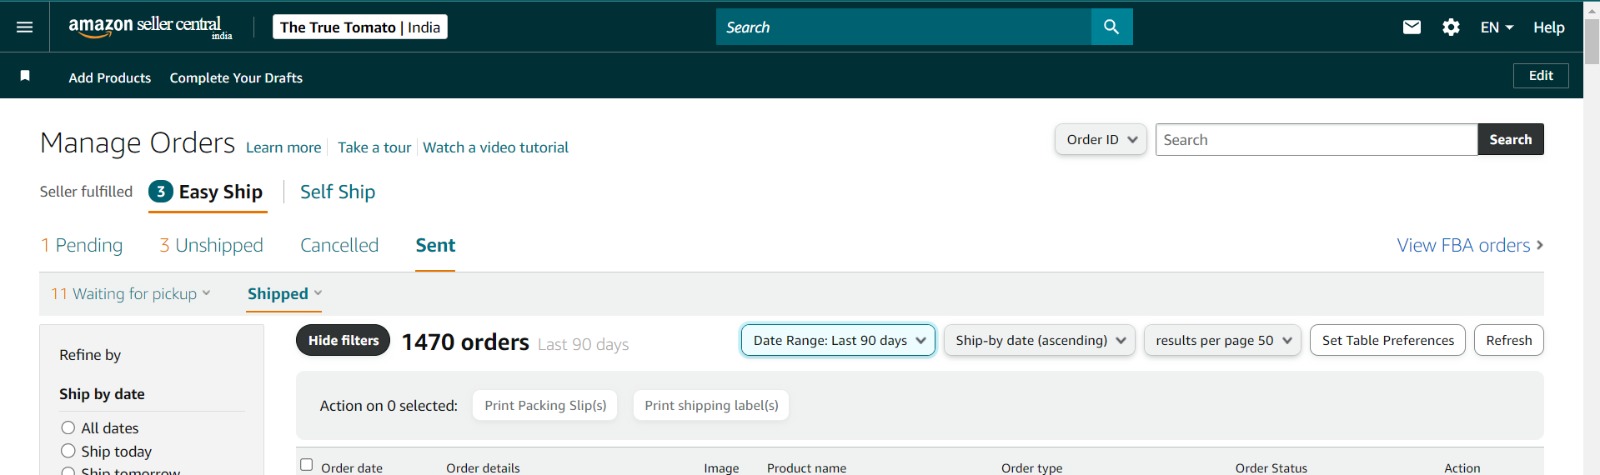 amazon seller central
india
The True Tomato | India
Search
EN
Help
Add Products Complete Your Drafts
Edit
Manage Orders Learn more Take a tour Watch a video tutorial
Order ID
Search
Search
Seller fulfilled 3 Easy Ship Self Ship
1 Pending 3 Unshipped Cancelled Sent
View FBA orders
11 Waiting for pickup Shipped
Refine by
Ship by date
All dates
Ship today
Ship tomorrow
Hide filters 1470 orders Last 90 days
Date Range: Last 90 days Ship-by date (ascending) results per page 50 Set Table Preferences Refresh
Action on 0 selected: Print Packing Slip(s) Print shipping label(s)
Order date Order details Image Product name Order type Order Status Action